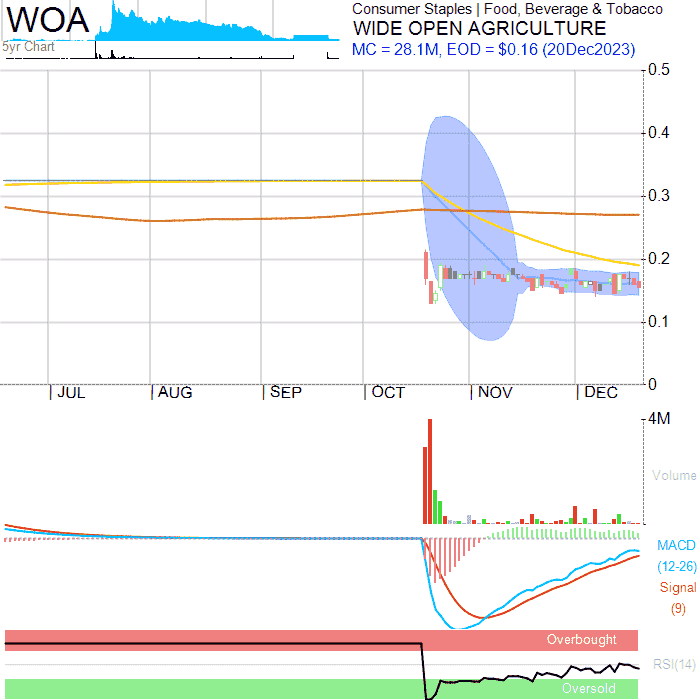 WOA
5yr Chart
Consumer Staples | Food, Beverage & Tobacco
WIDE OPEN AGRICULTURE
MC = 28.1M, EOD = $0.16 (20Dec2023)
0.5
0.4
0.3
0.2
0.1
0
|JUL |AUG |SEP |OCT |NOV |DEC
4M
Volume
MACD
(12-26)
Signal
(9)
Overbought
RSI(14)
Oversold